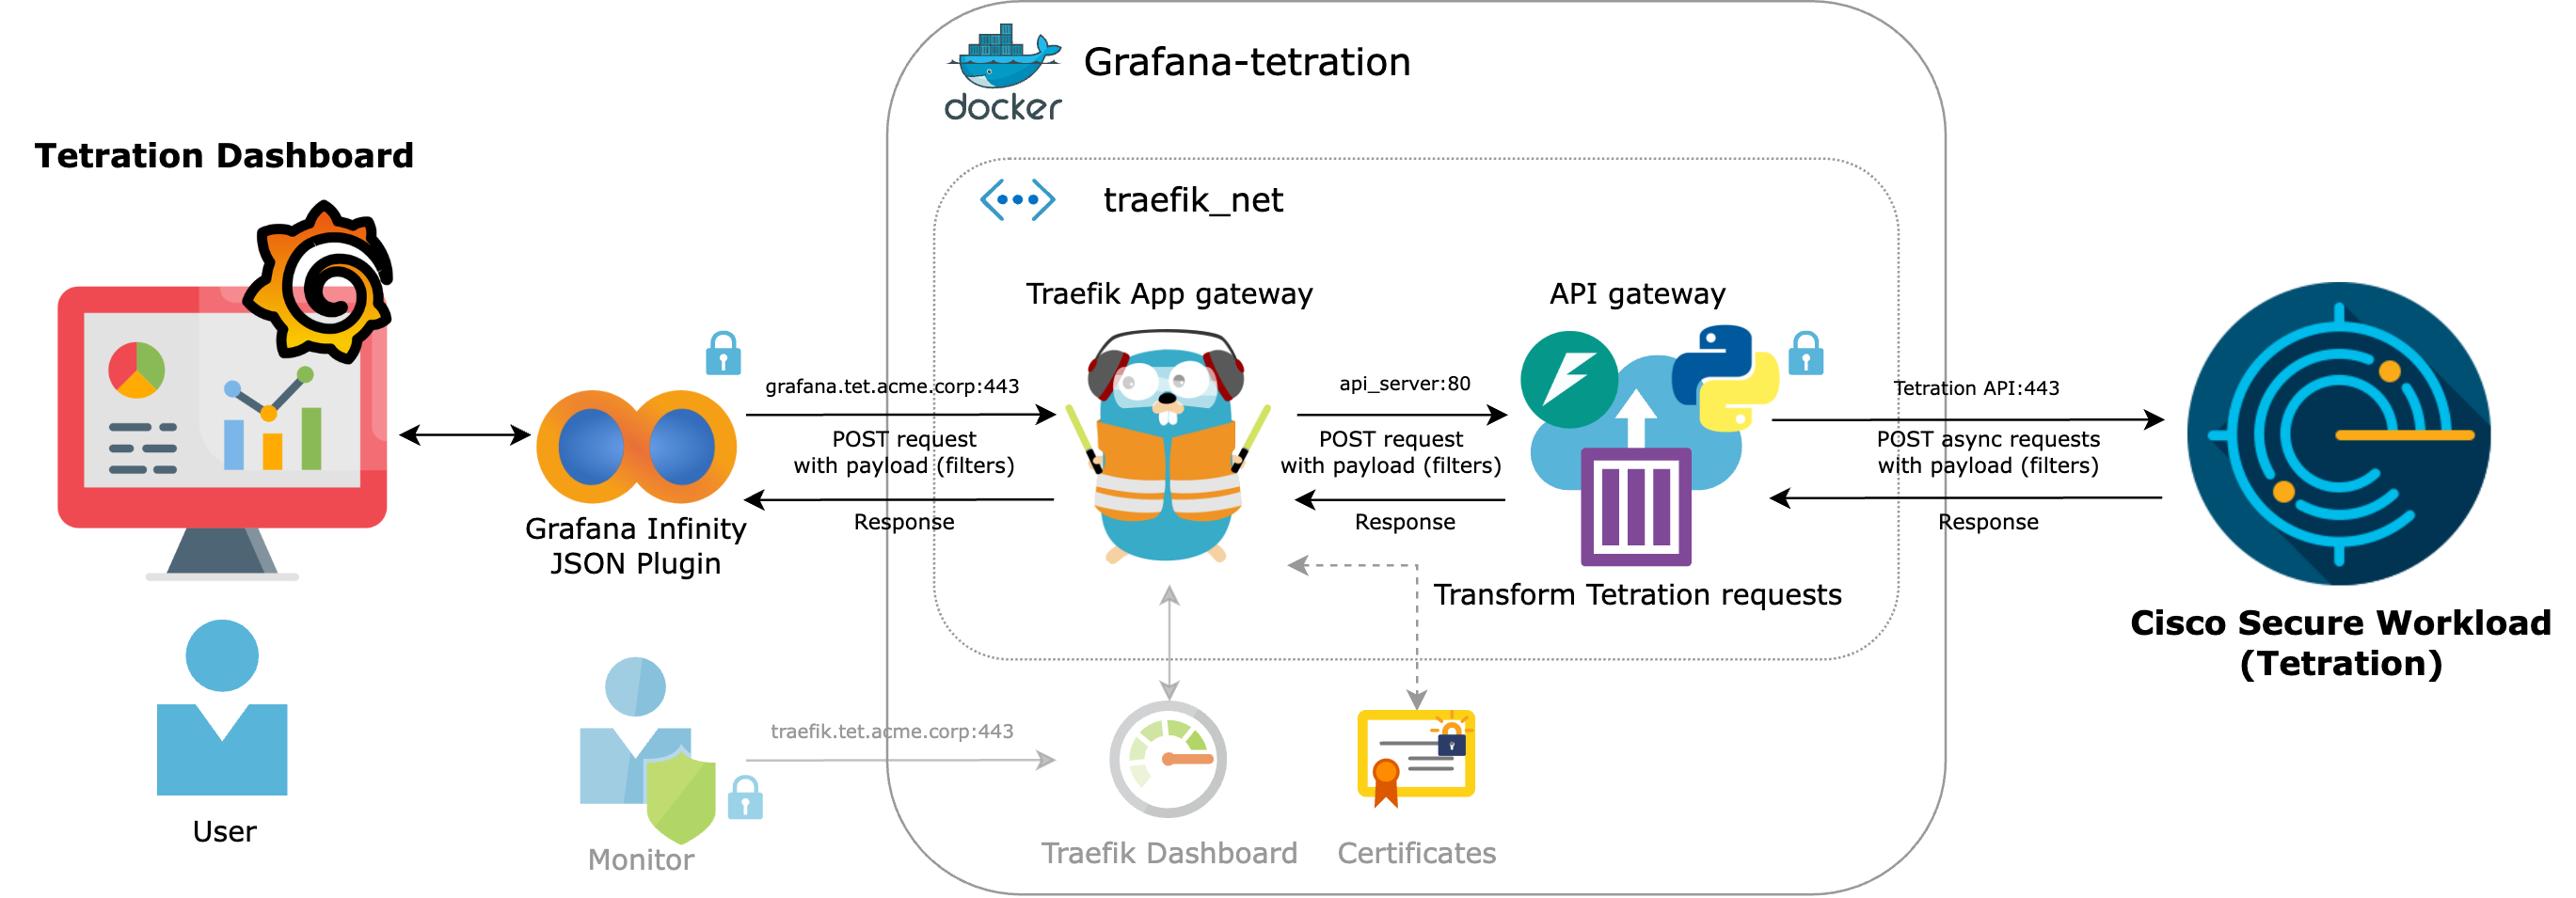 docker
Grafana-tetration
Tetration Dashboard
traefik_net
Traefik App gateway
API gateway
grafana.tet.acme.corp:443
POST request
with payload (filters)
Response
api_server:80
POST request
with payload (filters)
Response
Tetration API:443
POST async requests
with payload (filters)
Response
Grafana Infinity
JSON Plugin
Transform Tetration requests
Cisco Secure Workload
(Tetration)
traefik.tet.acme.corp:443
User
Monitor
Traefik Dashboard
Certificates